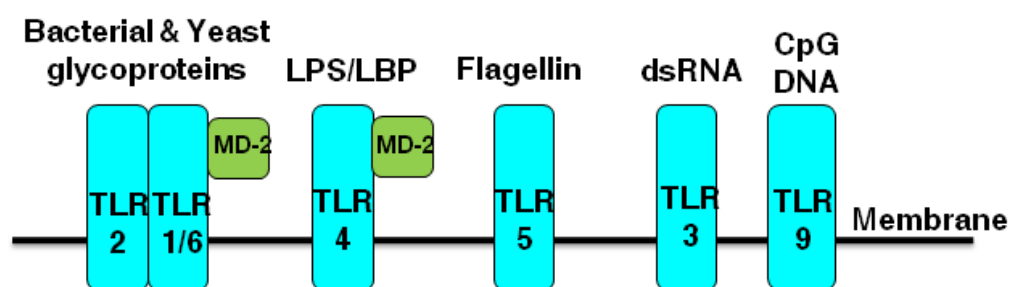 Bacterial & Yeast
glycoproteins
LPS/LBP
Flagellin
dsRNA
CpG
DNA
MD-2
MD-2
TLR
2
TLR
1/6
TLR
4
TLR
5
TLR
3
TLR
9
Membrane